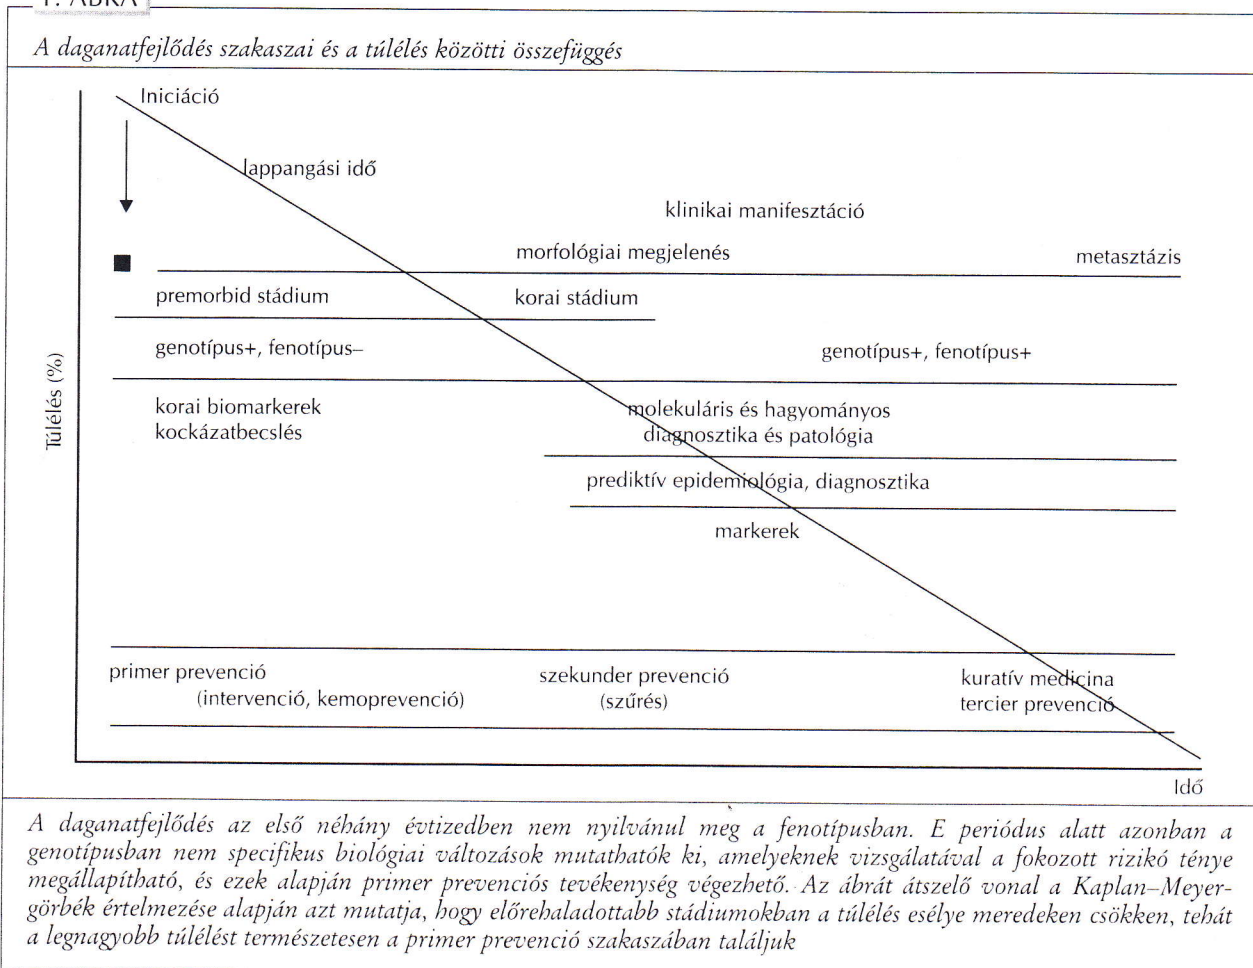 1. ÁBRA
A daganatfejlődés szakaszai és a túlélés közötti összefüggés
Iniciáció
lappangási idő
klinikai manifesztáció
morfológiai megjelenés
metasztázis
premorbid stádium
korai stádium
genotípus+, fenotípus–
genotípus+, fenotípus+
korai biomarkerek
kockázatbecslés
molekuláris és hagyományos
diagnosztika és patológia
prediktív epidemiológia, diagnosztika
markerek
Túlélés (%)
primer prevenció
(intervenció, kemoprevenció)
szekunder prevenció
(szűrés)
kuratív medicina
tercier prevenció
Idő
A daganatfejlődés az első néhány évtizedben nem nyilvánul meg a fenotípusban. E periódus alatt azonban a
genotípusban nem specifikus biológiai változások mutathatók ki, amelyeknek vizsgálatával a fokozott rizikó ténye
megállapítható, és ezek alapján primer prevenciós tevékenység végezhető. Az ábrát átszelő vonal a Kaplan–Meyer-
görbék értelmezése alapján azt mutatja, hogy előrehaladottabb stádiumokban a túlélés esélye meredeken csökken, tehát
a legnagyobb túlélést természetesen a primer prevenció szakaszában találjuk